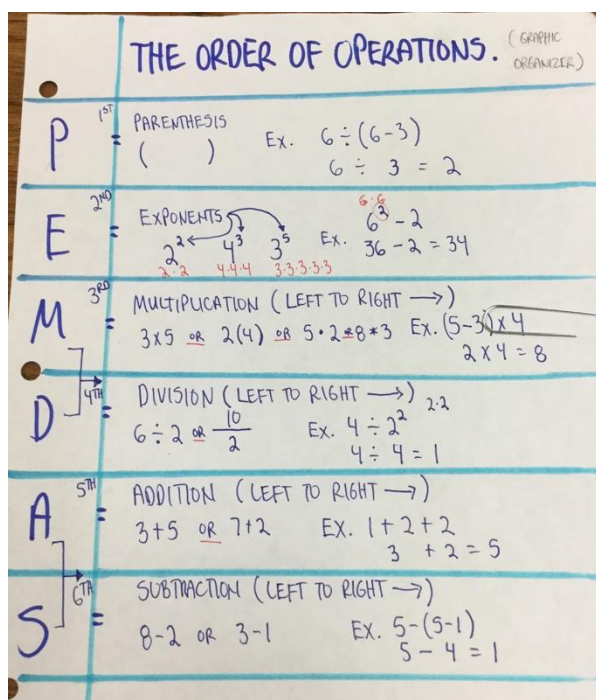 THE ORDER OF OPERATIONS. (GRAPHIC ORGANIZER)
P 1ST = PARENTHESIS
( ) Ex. 6 ÷ (6-3)
6 ÷ 3 = 2
E 2ND = EXPONENTS
6·6
2² 4³ 3⁵ Ex. 6² - 2
2·2 4·4·4 3·3·3·3·3 36 - 2 = 34
M 3RD = MULTIPLICATION (LEFT TO RIGHT →)
3x5 OR 2(4) OR 5·2 OR 8*3 Ex. (5-3) x 4
2 x 4 = 8
4TH
D = DIVISION (LEFT TO RIGHT →) 2·2
6÷2 OR 10/2 Ex. 4 ÷ 2²
4 ÷ 4 = 1
A 5TH = ADDITION (LEFT TO RIGHT →)
3+5 OR 7+2 Ex. 1+2+2
3 + 2 = 5
6TH
S = SUBTRACTION (LEFT TO RIGHT →)
8-2 OR 3-1 Ex. 5-(5-1)
5 - 4 = 1